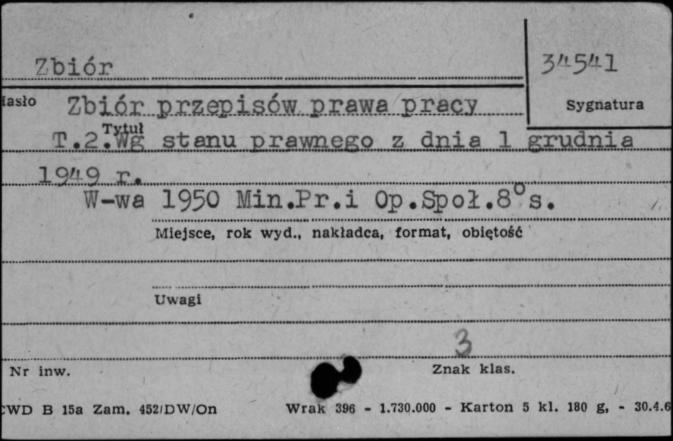 Zbiór
34541
Hasło
Zbiór przepisów prawa pracy
Sygnatura
Tytuł
T.2.Wg stanu prawnego z dnia 1 grudnia
1949 r.
W-wa 1950 Min.Pr.i Op.Społ.8°s.
Miejsce, rok wyd., nakładca, format, objętość
Uwagi
3
Nr inw.
Znak klas.
CWD B 15a Zam. 452/DW/On Wrak 396 - 1.730.000 - Karton 5 kl. 180 g, - 30.4.6